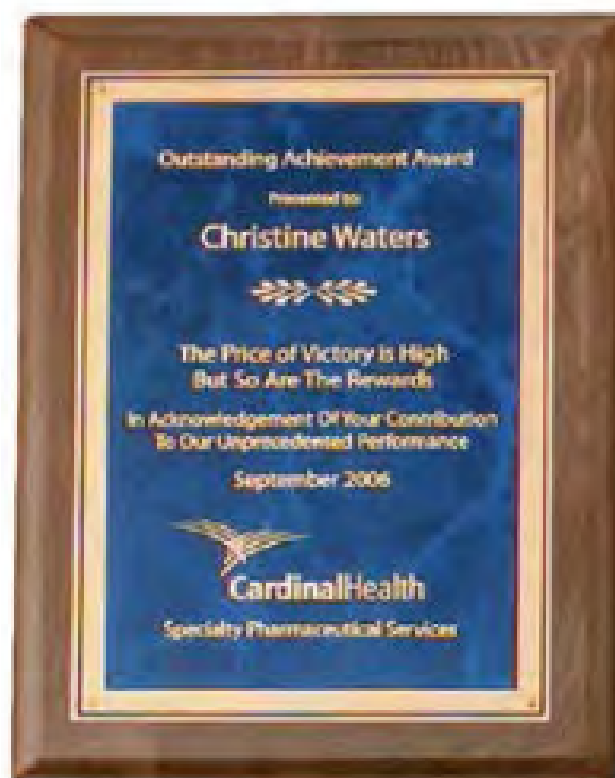 Outstanding Achievement Award
Presented to
Christine Waters
The Price of Victory Is High
But So Are The Rewards
In Acknowledgement Of Your Contribution
To Our Unprecedented Performance
September 2006
CardinalHealth
Specialty Pharmaceutical Services